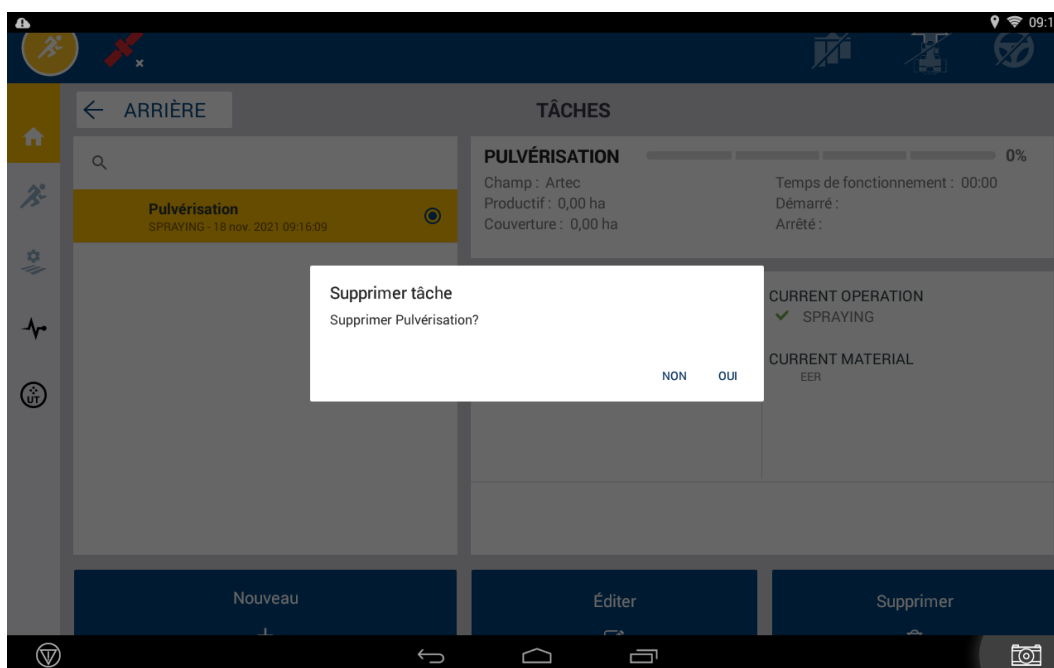 09:1
ARRIÈRE
TÂCHES
Pulvérisation
SPRAYING - 18 nov. 2021 09:16:09
PULVÉRISATION
0%
Champ : Artec
Productif : 0,00 ha
Couverture : 0,00 ha
Temps de fonctionnement : 00:00
Démarré :
Arrêté :
Supprimer tâche
Supprimer Pulvérisation?
NON
OUI
CURRENT OPERATION
SPRAYING
CURRENT MATERIAL
EER
UT
Nouveau
Éditer
Supprimer